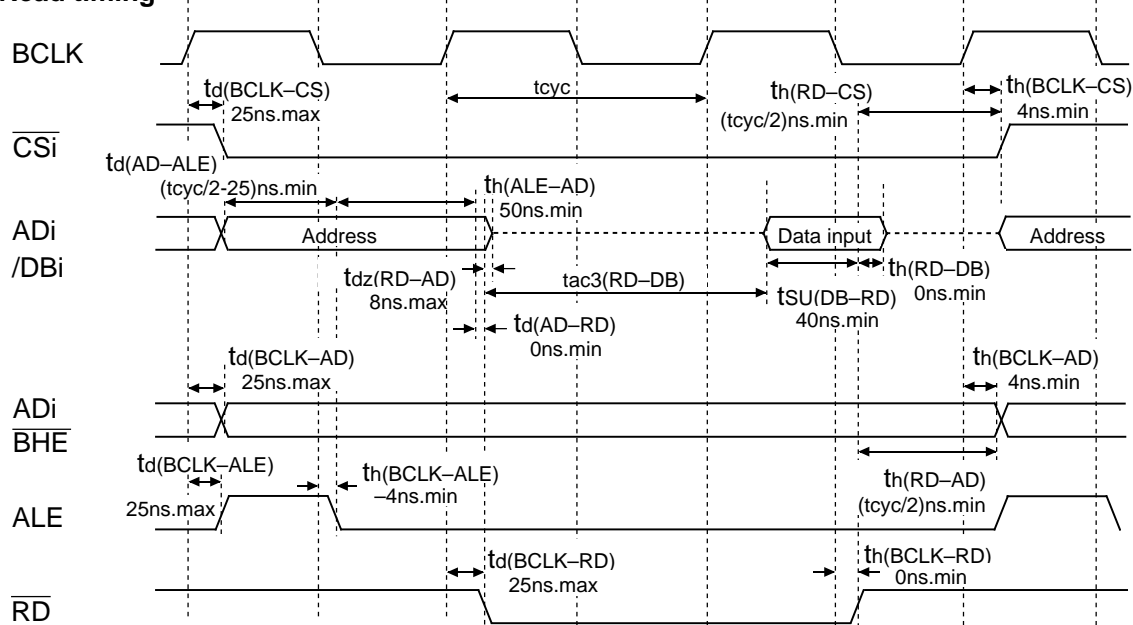 Read timing
BCLK
td(BCLK–CS)
25ns.max
tcyc
th(RD–CS)
(tcyc/2)ns.min
th(BCLK–CS)
4ns.min
CSi
td(AD–ALE)
(tcyc/2-25)ns.min
th(ALE–AD)
50ns.min
ADi
/DBi
Address
Data input
Address
tdz(RD–AD)
8ns.max
tac3(RD–DB)
tSU(DB–RD)
40ns.min
th(RD–DB)
0ns.min
td(AD–RD)
0ns.min
td(BCLK–AD)
25ns.max
th(BCLK–AD)
4ns.min
ADi
BHE
td(BCLK–ALE)
25ns.max
th(BCLK–ALE)
–4ns.min
th(RD–AD)
(tcyc/2)ns.min
ALE
td(BCLK–RD)
25ns.max
th(BCLK–RD)
0ns.min
RD